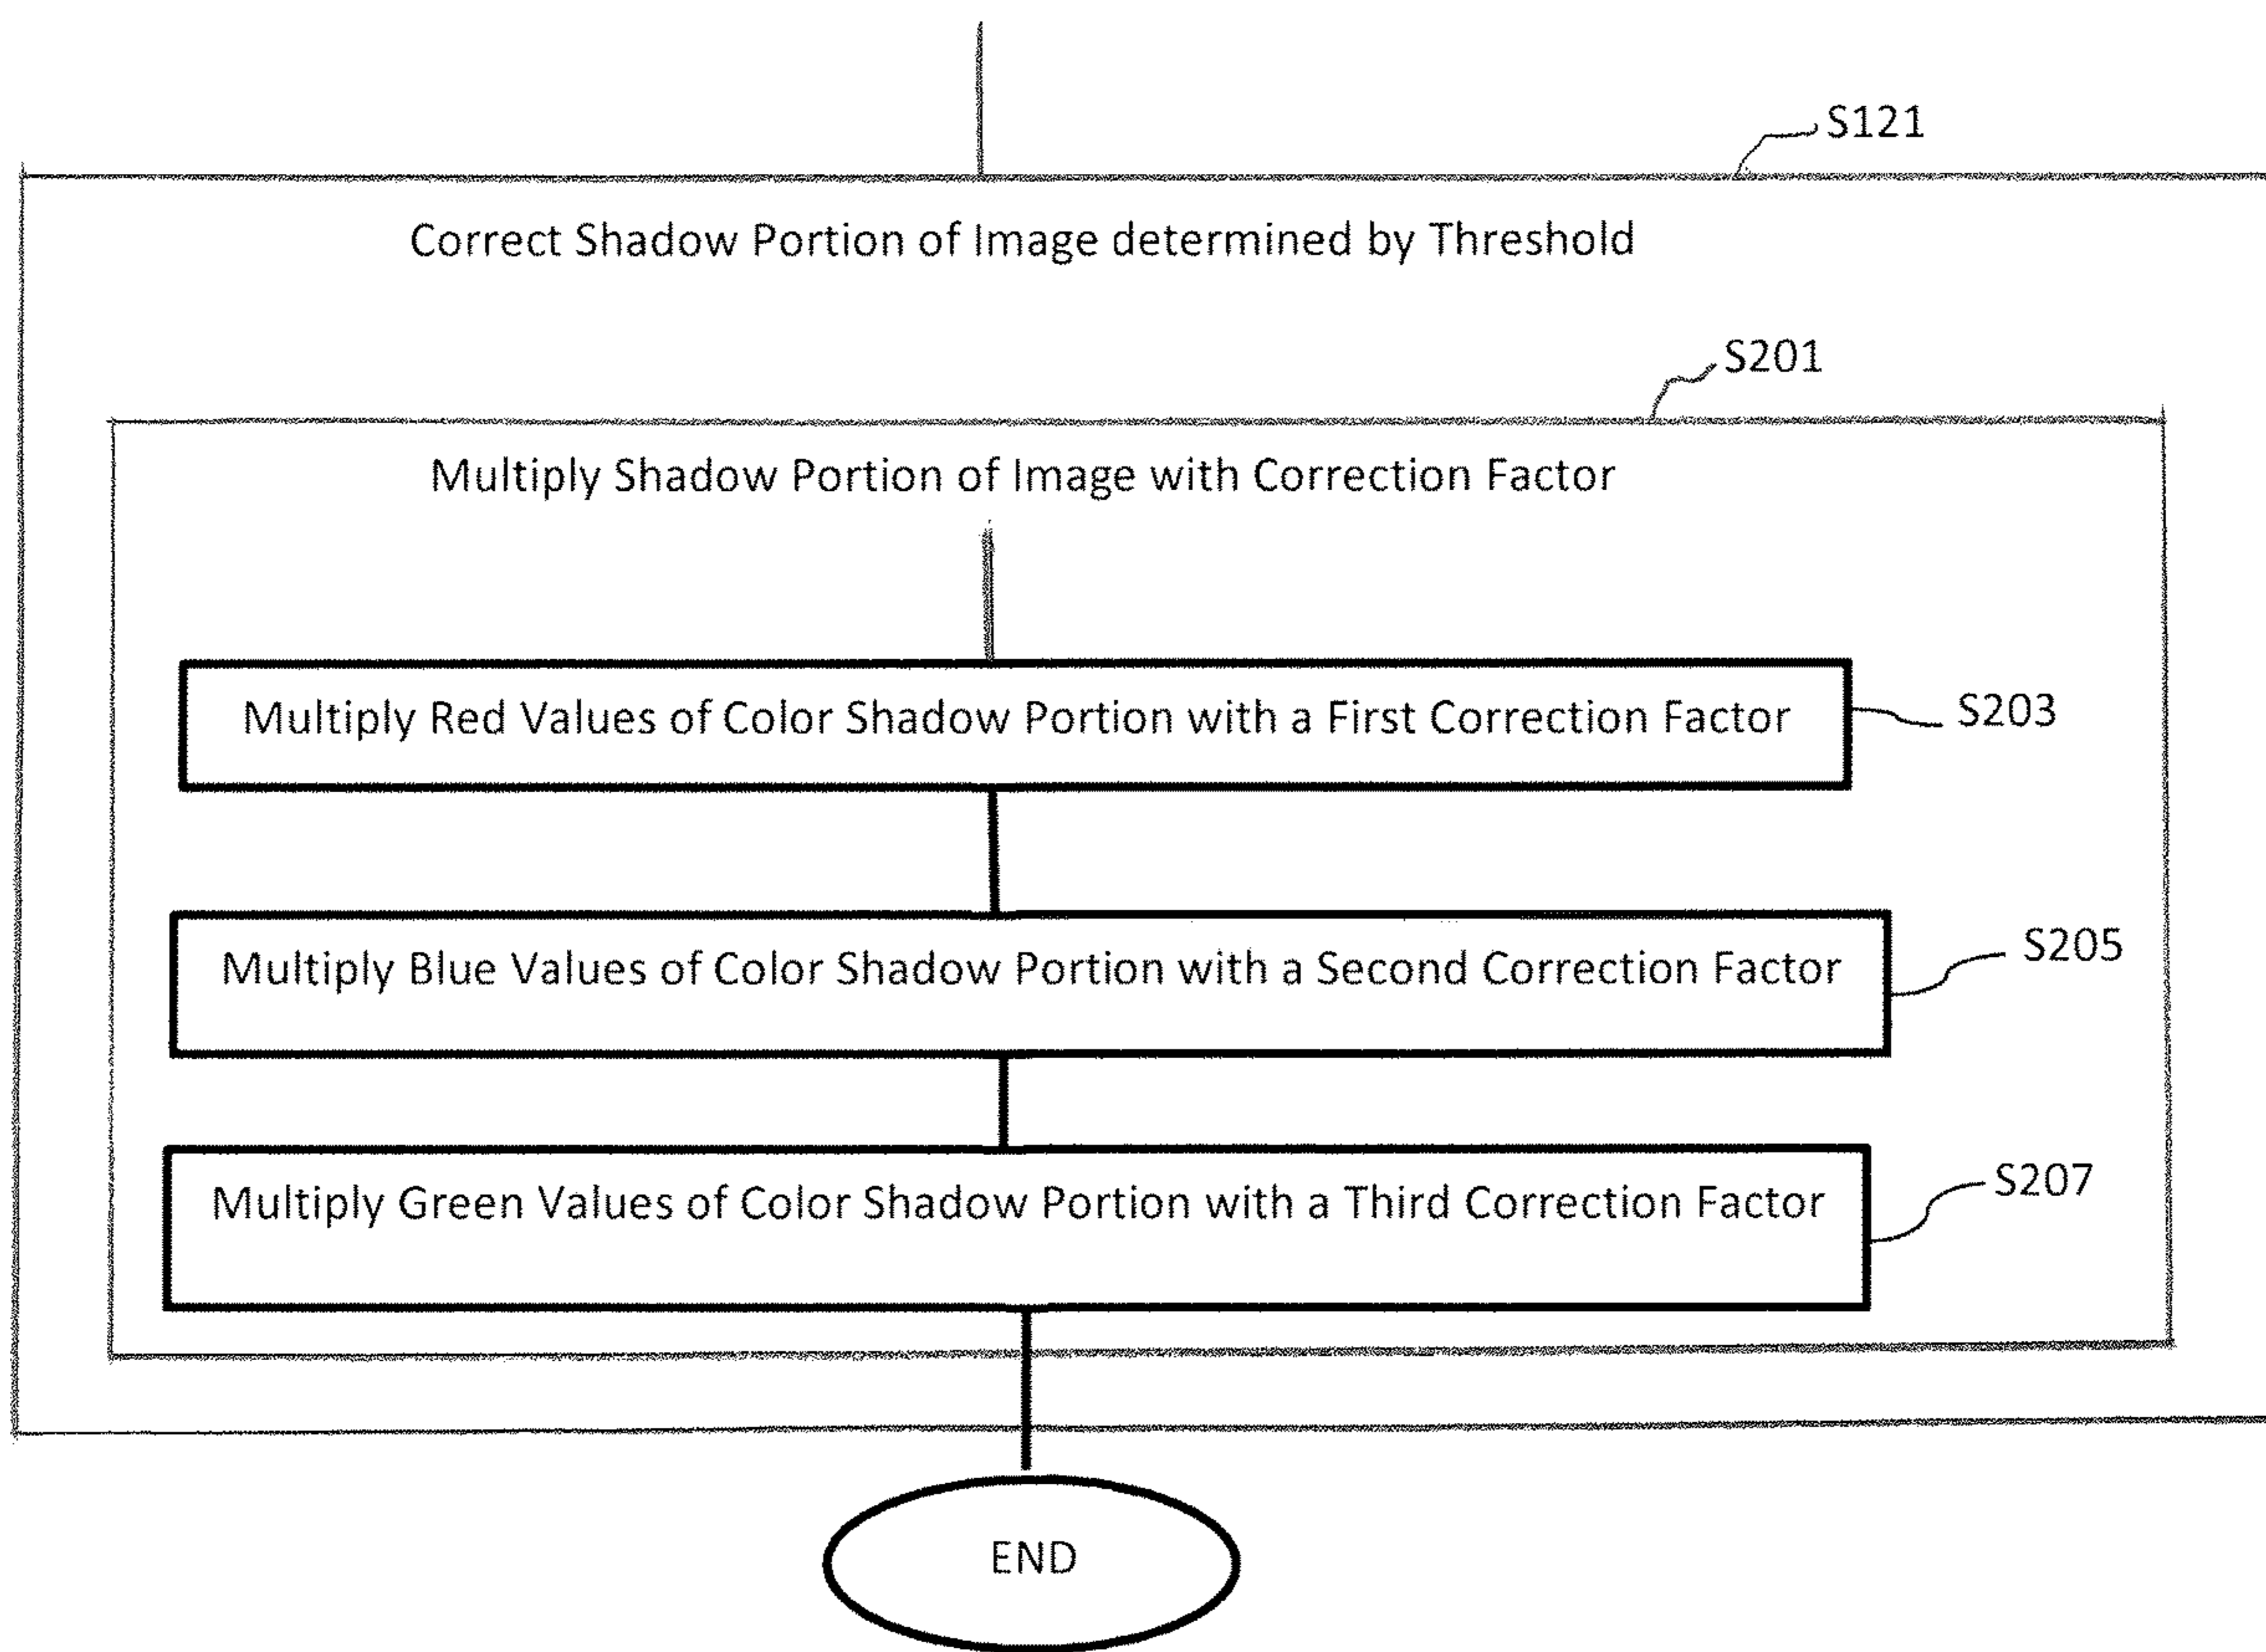 S121
Correct Shadow Portion of Image determined by Threshold
S201
Multiply Shadow Portion of Image with Correction Factor
Multiply Red Values of Color Shadow Portion with a First Correction Factor
S203
Multiply Blue Values of Color Shadow Portion with a Second Correction Factor
S205
Multiply Green Values of Color Shadow Portion with a Third Correction Factor
S207
END